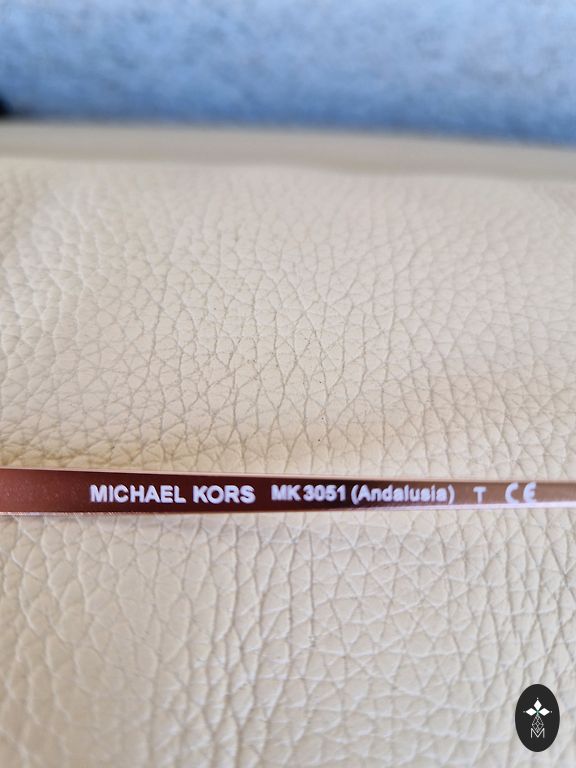 MICHAEL KORS MK 3051 (Andalusia) T CE
M